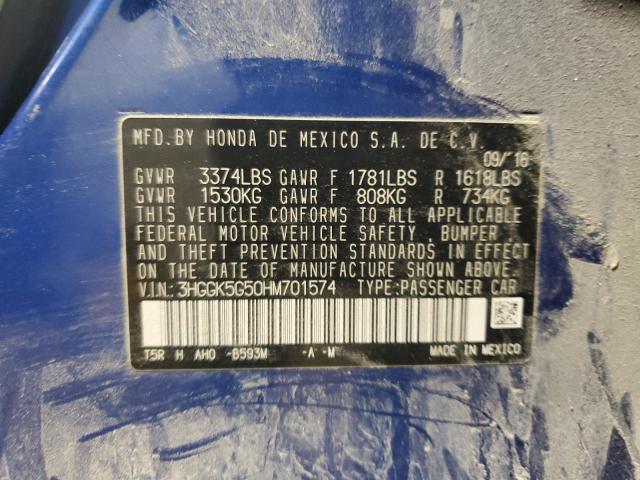 MFD. BY HONDA DE MEXICO S.A. DE C.V.
09/'16
GVWR 3374LBS GAWR F 1781LBS R 1618LBS
GVWR 1530KG GAWR F 808KG R 734KG
THIS VEHICLE CONFORMS TO ALL APPLICABLE
FEDERAL MOTOR VEHICLE SAFETY, BUMPER
AND THEFT PREVENTION STANDARDS IN EFFECT
ON THE DATE OF MANUFACTURE SHOWN ABOVE.
V.I.N.: 3HGGK5G50HM701574 TYPE:PASSENGER CAR
T5R H AHO -B593M -A -M MADE IN MEXICO